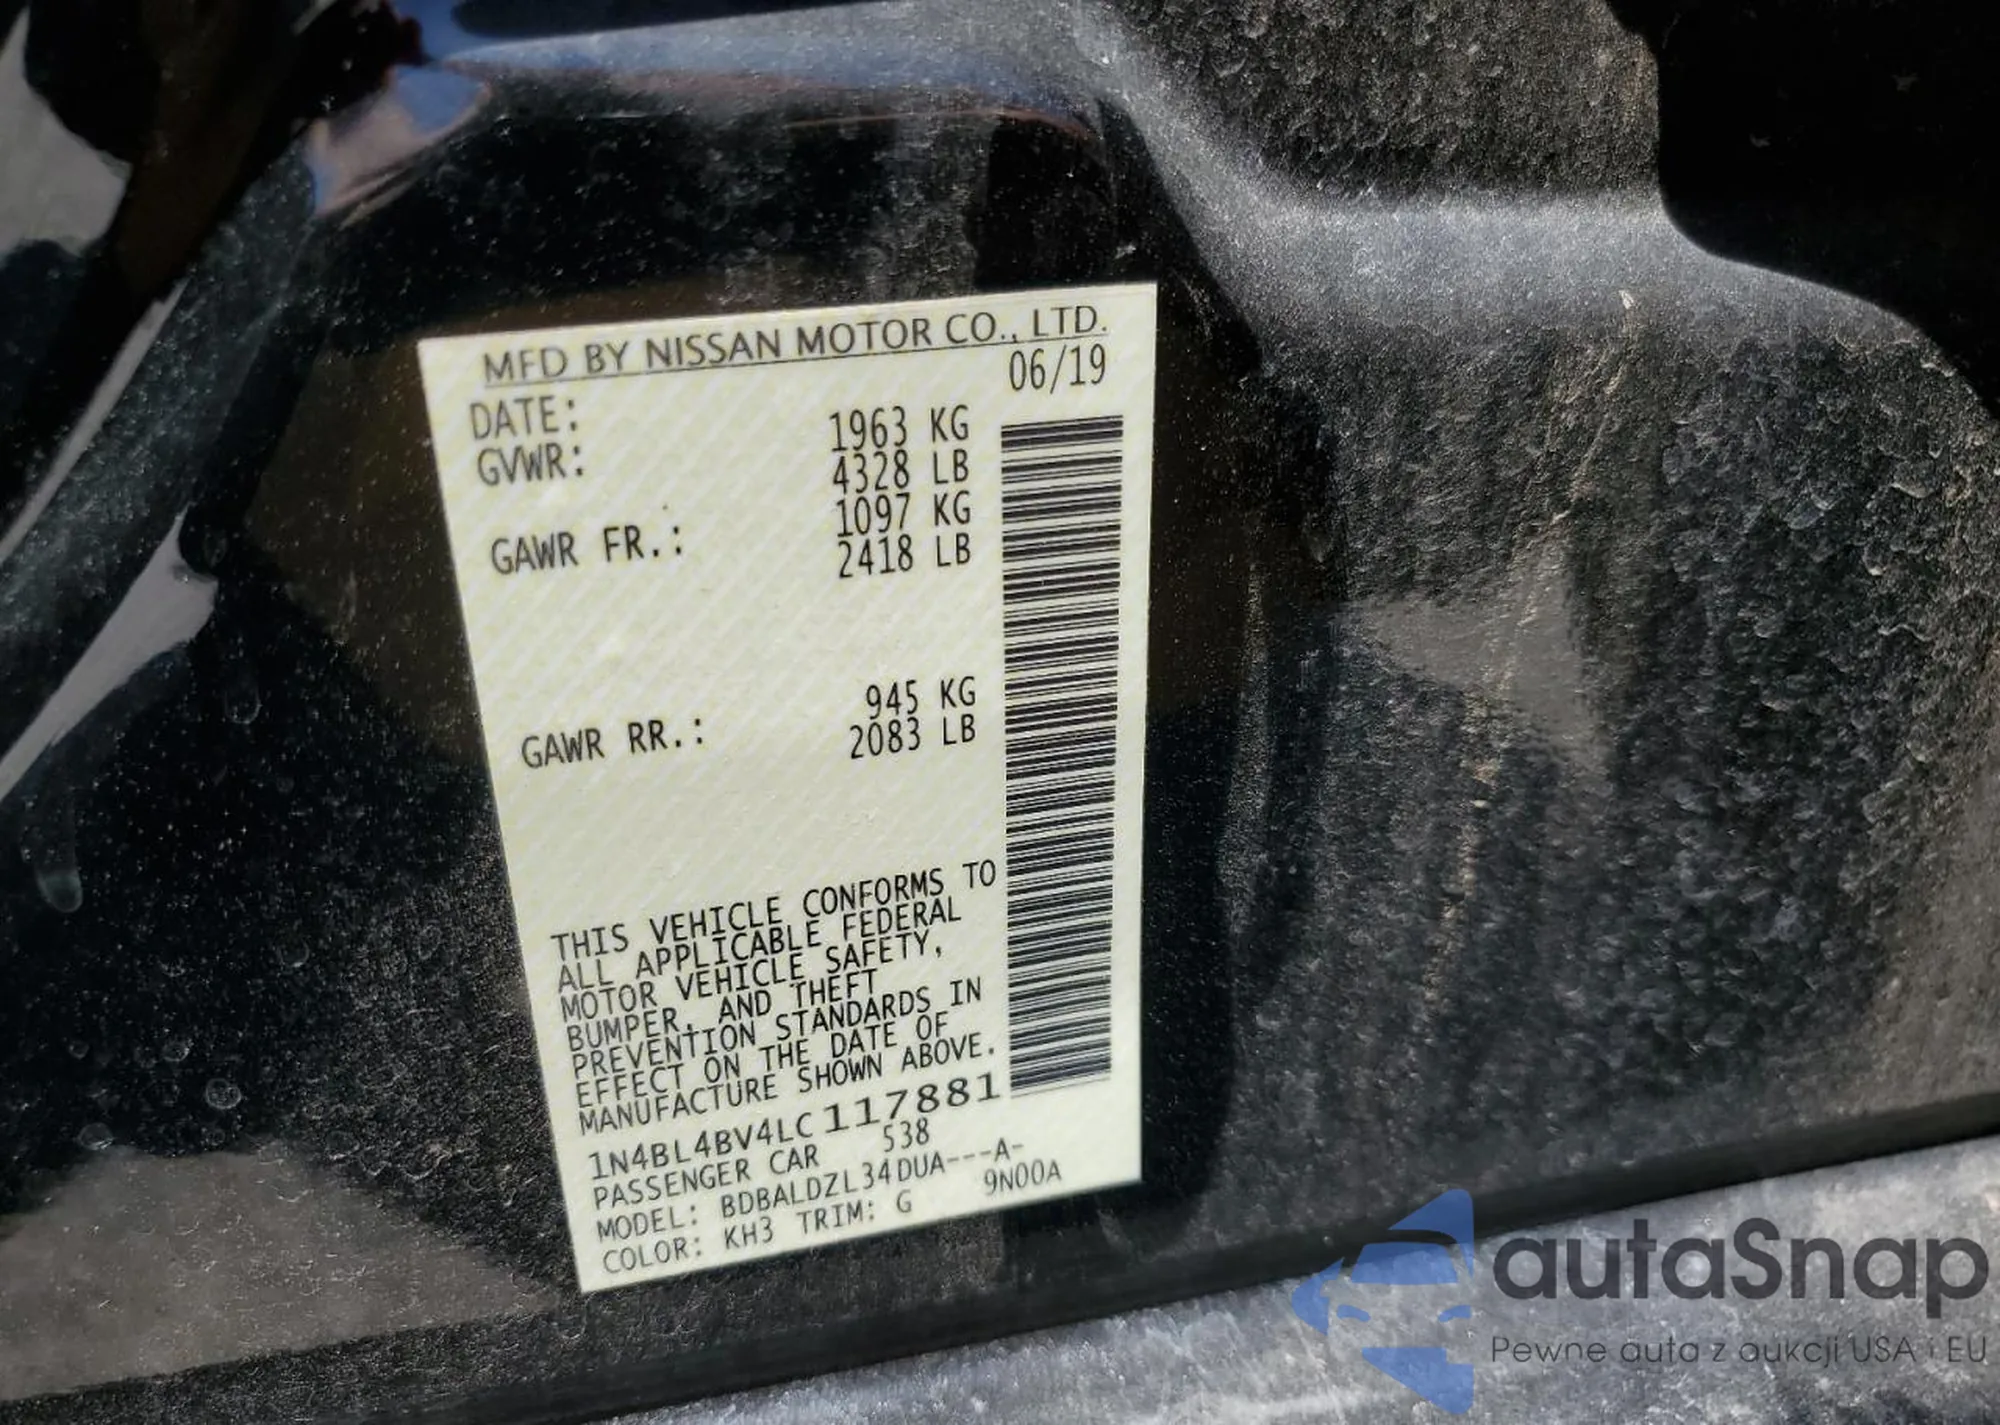 MFD BY NISSAN MOTOR CO., LTD.
DATE: 06/19
GVWR: 1963 KG
4328 LB
GAWR FR.: 1097 KG
2418 LB
GAWR RR.: 945 KG
2083 LB
THIS VEHICLE CONFORMS TO
ALL APPLICABLE FEDERAL
MOTOR VEHICLE SAFETY,
BUMPER, AND THEFT
PREVENTION STANDARDS IN
EFFECT ON THE DATE OF
MANUFACTURE SHOWN ABOVE.
1N4BL4BV4LC117881
PASSENGER CAR 538
MODEL: BDBALDZL34DUA---A-
COLOR: KH3 TRIM: G 9N00A
autaSnap
Pewne auta z aukcji USA i EU